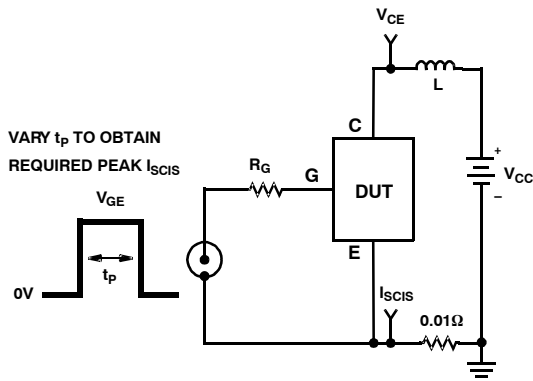 V_CE
L
C
VARY t_P TO OBTAIN
REQUIRED PEAK I_SCIS
R_G
G
DUT
+
V_CC
–
V_GE
E
t_P
0V
I_SCIS
0.01Ω